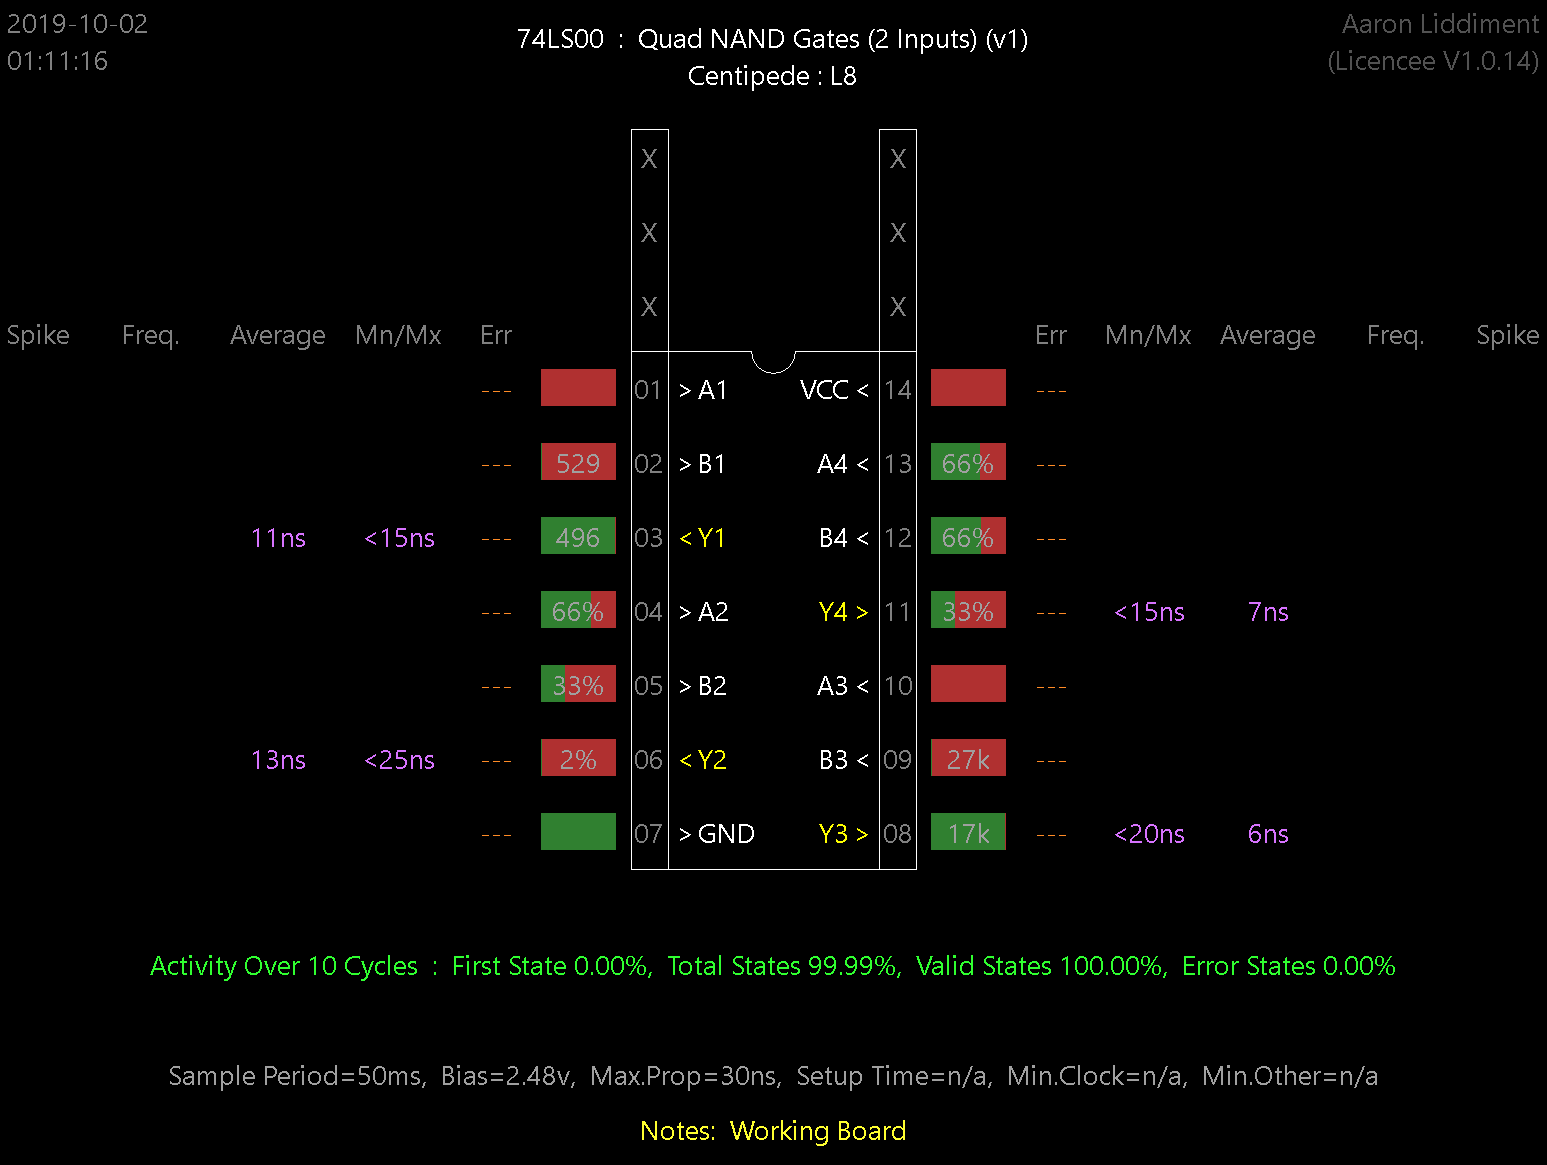 2019-10-02
01:11:16
74LS00 : Quad NAND Gates (2 Inputs) (v1)
Centipede : L8
Aaron Liddiment
(Licencee V1.0.14)
X X
X X
X X
Spike Freq. Average Mn/Mx Err Err Mn/Mx Average Freq. Spike
--- 01 > A1 VCC < 14 ---
--- 529 02 > B1 A4 < 13 66% ---
11ns <15ns --- 496 03 < Y1 B4 < 12 66% ---
--- 66% 04 > A2 Y4 > 11 33% --- <15ns 7ns
--- 33% 05 > B2 A3 < 10 ---
13ns <25ns --- 2% 06 < Y2 B3 < 09 27k ---
--- 07 > GND Y3 > 08 17k --- <20ns 6ns
Activity Over 10 Cycles : First State 0.00%, Total States 99.99%, Valid States 100.00%, Error States 0.00%
Sample Period=50ms, Bias=2.48v, Max.Prop=30ns, Setup Time=n/a, Min.Clock=n/a, Min.Other=n/a
Notes: Working Board